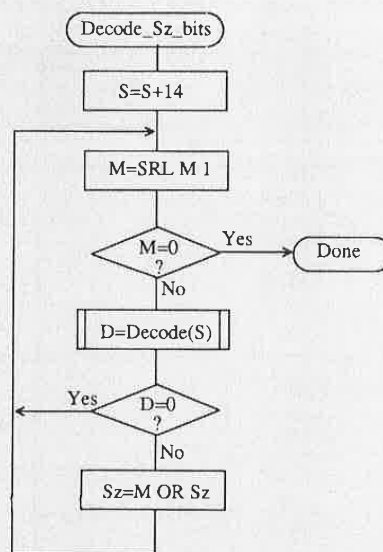 Decode_Sz_bits
S=S+14
M=SRL M 1
M=0
?
Yes
Done
No
D=Decode(S)
Yes
D=0
?
No
Sz=M OR Sz